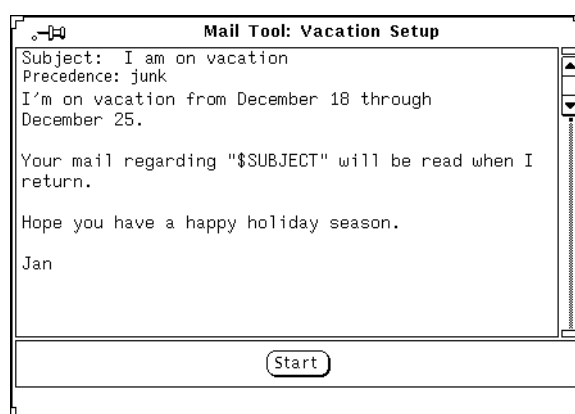 Mail Tool: Vacation Setup
Subject:  I am on vacation
Precedence: junk
I'm on vacation from December 18 through
December 25.
Your mail regarding "$SUBJECT" will be read when I
return.
Hope you have a happy holiday season.
Jan
Start